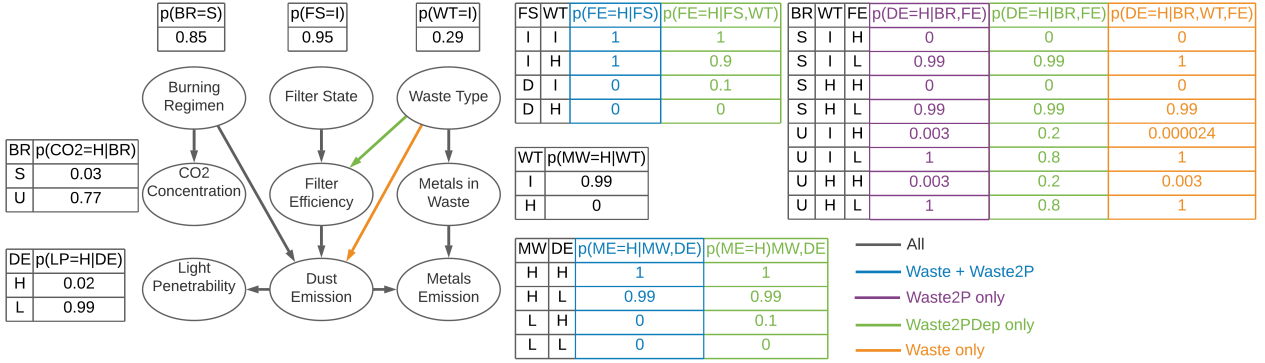 p(BR=S)
0.85
p(FS=I)
0.95
p(WT=I)
0.29
Burning
Regimen
Filter State
Waste Type
BR p(CO2=H|BR)
S 0.03
U 0.77
CO2
Concentration
Filter
Efficiency
Metals in
Waste
DE p(LP=H|DE)
H 0.02
L 0.99
Light
Penetrability
Dust
Emission
Metals
Emission
FS WT p(FE=H|FS) p(FE=H|FS,WT)
I I 1 1
I H 1 0.9
D I 0 0.1
D H 0 0
WT p(MW=H|WT)
I 0.99
H 0
MW DE p(ME=H|MW,DE) p(ME=H)MW,DE
H H 1 1
H L 0.99 0.99
L H 0 0.1
L L 0 0
BR WT FE p(DE=H|BR,FE) p(DE=H|BR,FE) p(DE=H|BR,WT,FE)
S I H 0 0 0
S I L 0.99 0.99 1
S H H 0 0 0
S H L 0.99 0.99 0.99
U I H 0.003 0.2 0.000024
U I L 1 0.8 1
U H H 0.003 0.2 0.003
U H L 1 0.8 1
All
Waste + Waste2P
Waste2P only
Waste2PDep only
Waste only